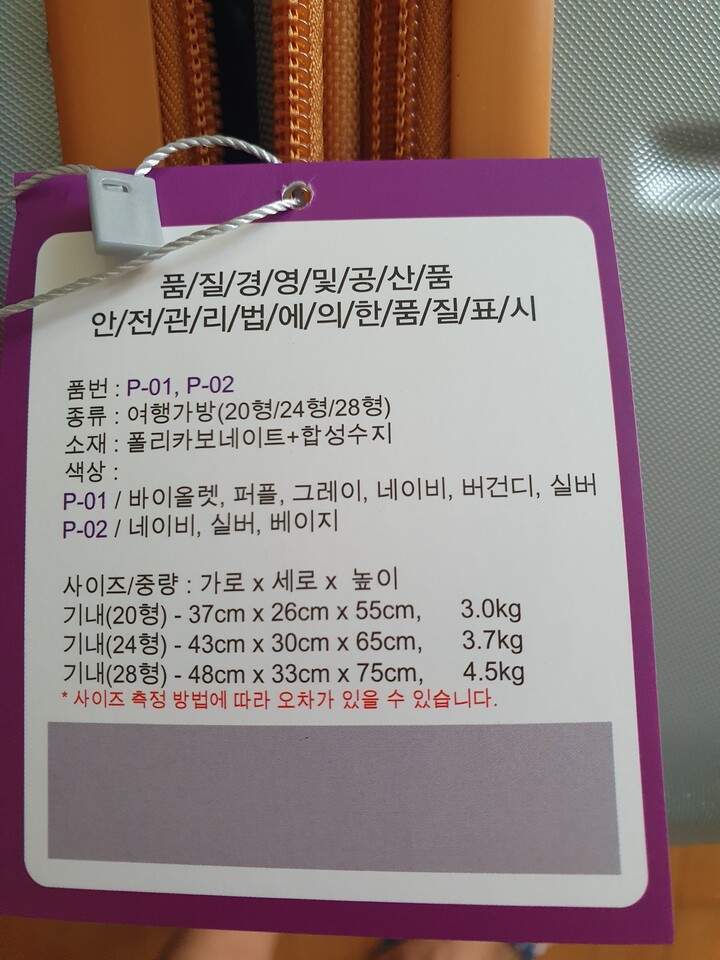 품/질/경/영/및/공/산/품
안/전/관/리/법/에/의/한/품/질/표/시
품번 : P-01, P-02
종류 : 여행가방(20형/24형/28형)
소재 : 폴리카보네이트+합성수지
색상 :
P-01 / 바이올렛, 퍼플, 그레이, 네이비, 버건디, 실버
P-02 / 네이비, 실버, 베이지
사이즈/중량 : 가로 x 세로 x 높이
기내(20형) - 37cm x 26cm x 55cm, 3.0kg
기내(24형) - 43cm x 30cm x 65cm, 3.7kg
기내(28형) - 48cm x 33cm x 75cm, 4.5kg
* 사이즈 측정 방법에 따라 오차가 있을 수 있습니다.